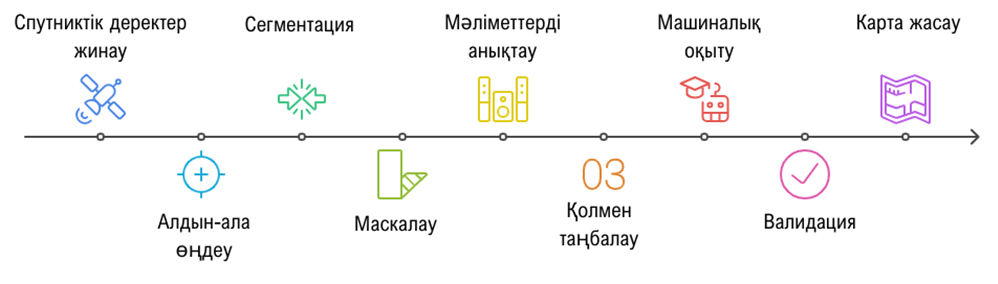 Спутниктік деректер
жинау
Сегментация
Мәліметтерді
анықтау
Машиналық
оқыту
Карта жасау
Алдын-ала
өңдеу
Маскалау
03
Қолмен
таңбалау
Валидация